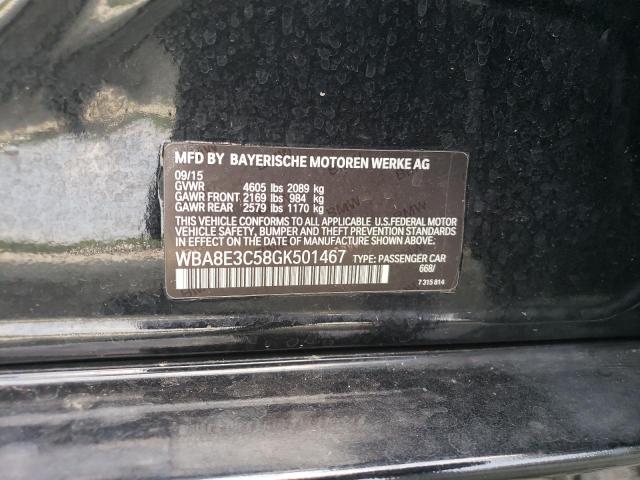 MFD BY BAYERISCHE MOTOREN WERKE AG
09/15
GVWR 4605 lbs 2089 kg
GAWR FRONT 2169 lbs 984 kg
GAWR REAR 2579 lbs 1170 kg
THIS VEHICLE CONFORMS TO ALL APPLICABLE U.S.FEDERAL MOTOR
VEHICLE SAFETY, BUMPER, AND THEFT PREVENTION STANDARDS
IN EFFECT ON THE DATE OF MANUFACTURE SHOWN ABOVE.
WBA8E3C58GK501467 TYPE: PASSENGER CAR
668/
7 315 814